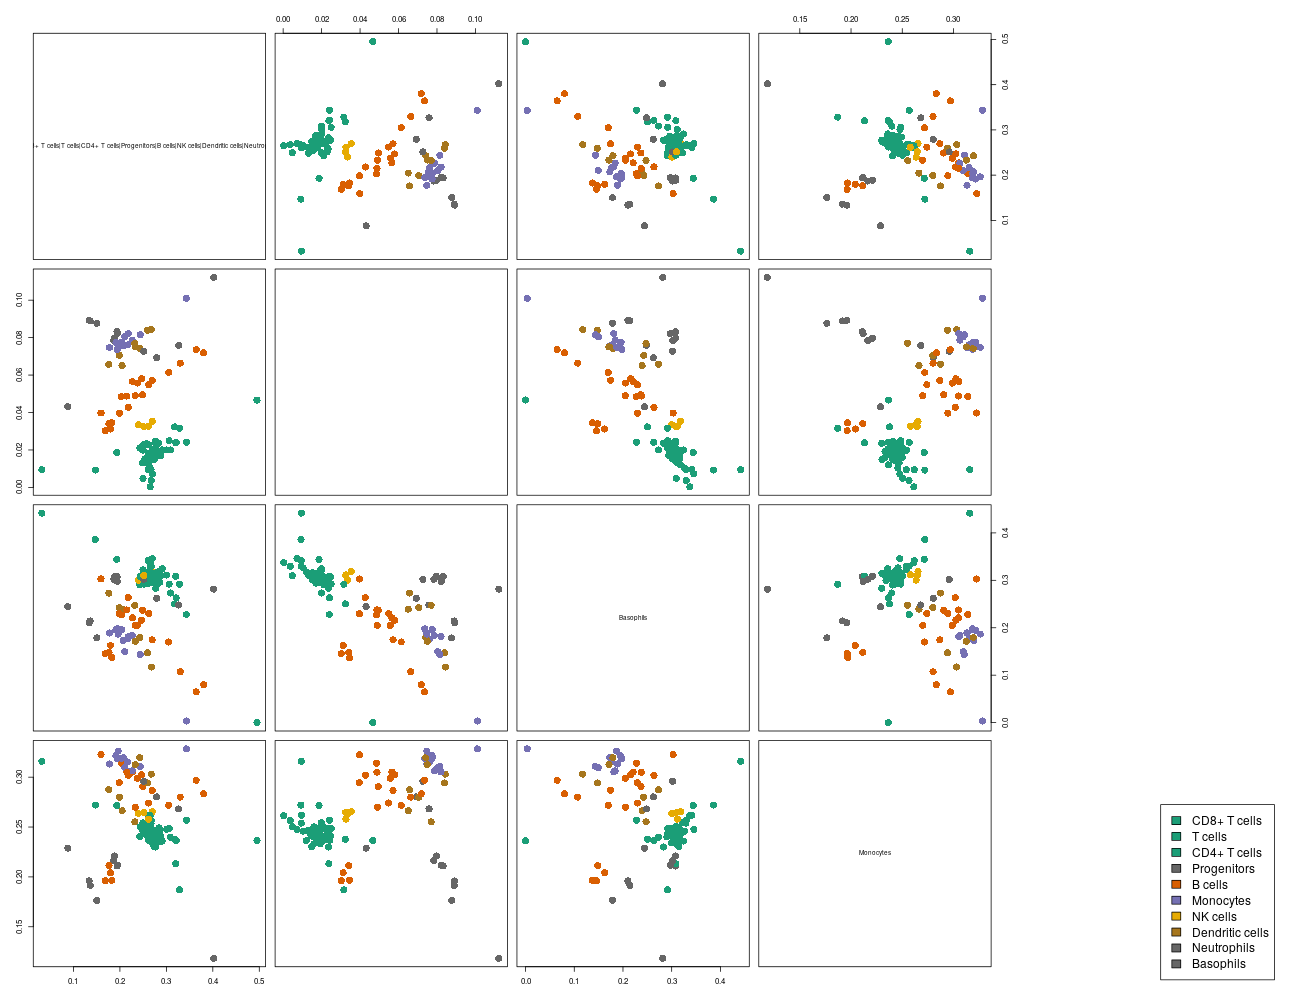 0.00 0.02 0.04 0.06 0.08 0.10
0.15 0.20 0.25 0.30
+ T cells|T cells|CD4+ T cells|Progenitors|B cells|NK cells|Dendritic cells|Neutro
0.1 0.2 0.3 0.4 0.5
0.00 0.02 0.04 0.06 0.08 0.10
Basophils
0.0 0.1 0.2 0.3 0.4
Monocytes
0.15 0.20 0.25 0.30
0.1 0.2 0.3 0.4 0.5
0.0 0.1 0.2 0.3 0.4
CD8+ T cells
T cells
CD4+ T cells
Progenitors
B cells
Monocytes
NK cells
Dendritic cells
Neutrophils
Basophils